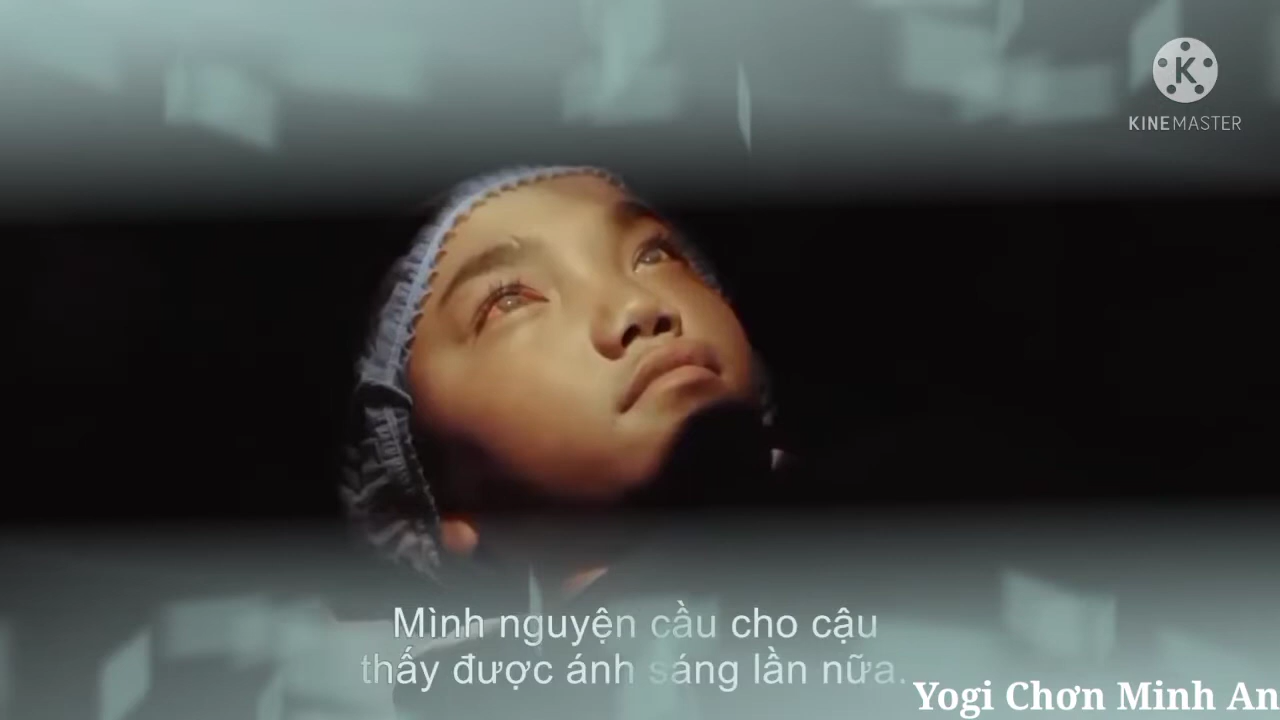 K
KINEMASTER
Mình nguyện cầu cho cậu
thấy được ánh sáng lần nữa.
Yogi Chơn Minh An